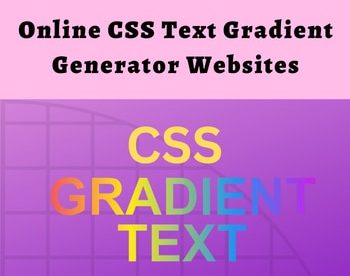 Online CSS Text Gradient
Generator Websites
CSS
GRADIENT
TEXT